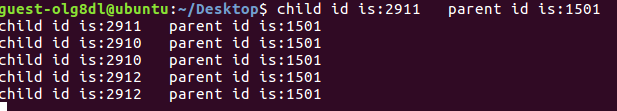 guest-olg8dl@ubuntu:~/Desktop$ child id is:2911   parent id is:1501
child id is:2911   parent id is:1501
child id is:2910   parent id is:1501
child id is:2910   parent id is:1501
child id is:2912   parent id is:1501
child id is:2912   parent id is:1501